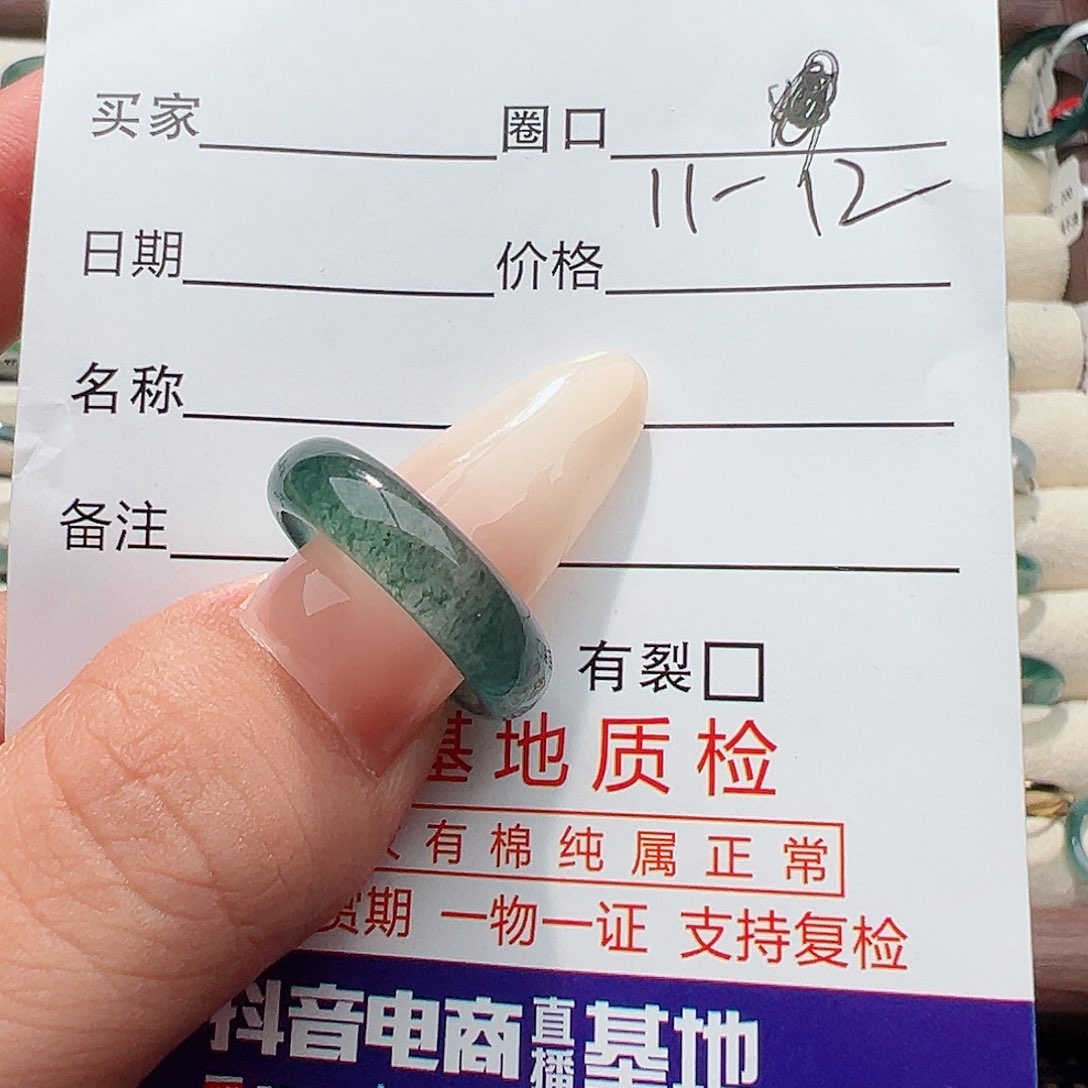 买家 圈口
11-12
日期 价格
名称
备注
有裂□
基地质检
有棉纯属正常
货期 一物一证 支持复检
抖音电商直播基地